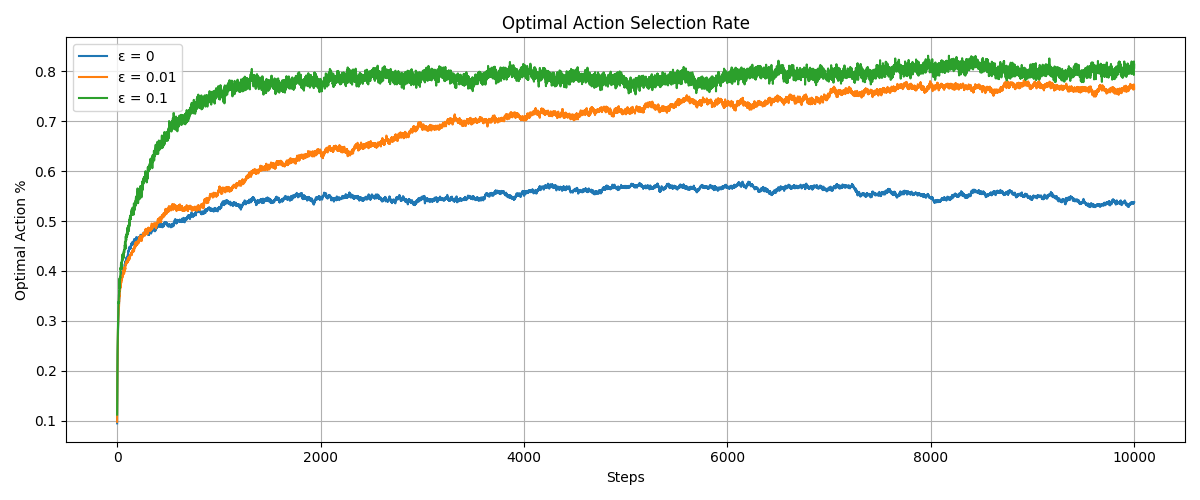 Optimal Action Selection Rate
ε = 0
ε = 0.01
ε = 0.1
Optimal Action %
0.8
0.7
0.6
0.5
0.4
0.3
0.2
0.1
0
2000
4000
6000
8000
10000
Steps